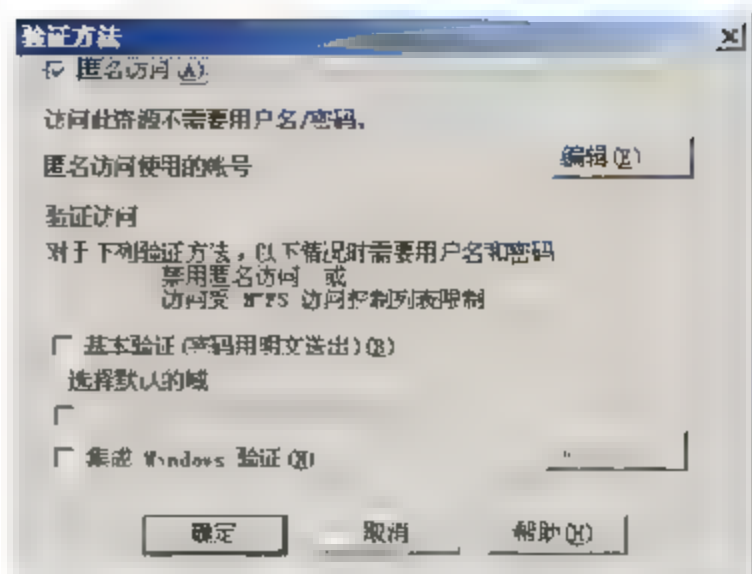 验证方法
匿名访问(A)
访问此资源不需要用户名/密码。
匿名访问使用的账号
编辑(E)
验证访问
对于下列验证方法，以下情况时需要用户名和密码
禁用匿名访问 或
访问受 NTFS 访问控制列表限制
基本验证(密码用明文送出)(B)
选择默认的域
集成 Windows 验证(N)
确定
取消
帮助(H)